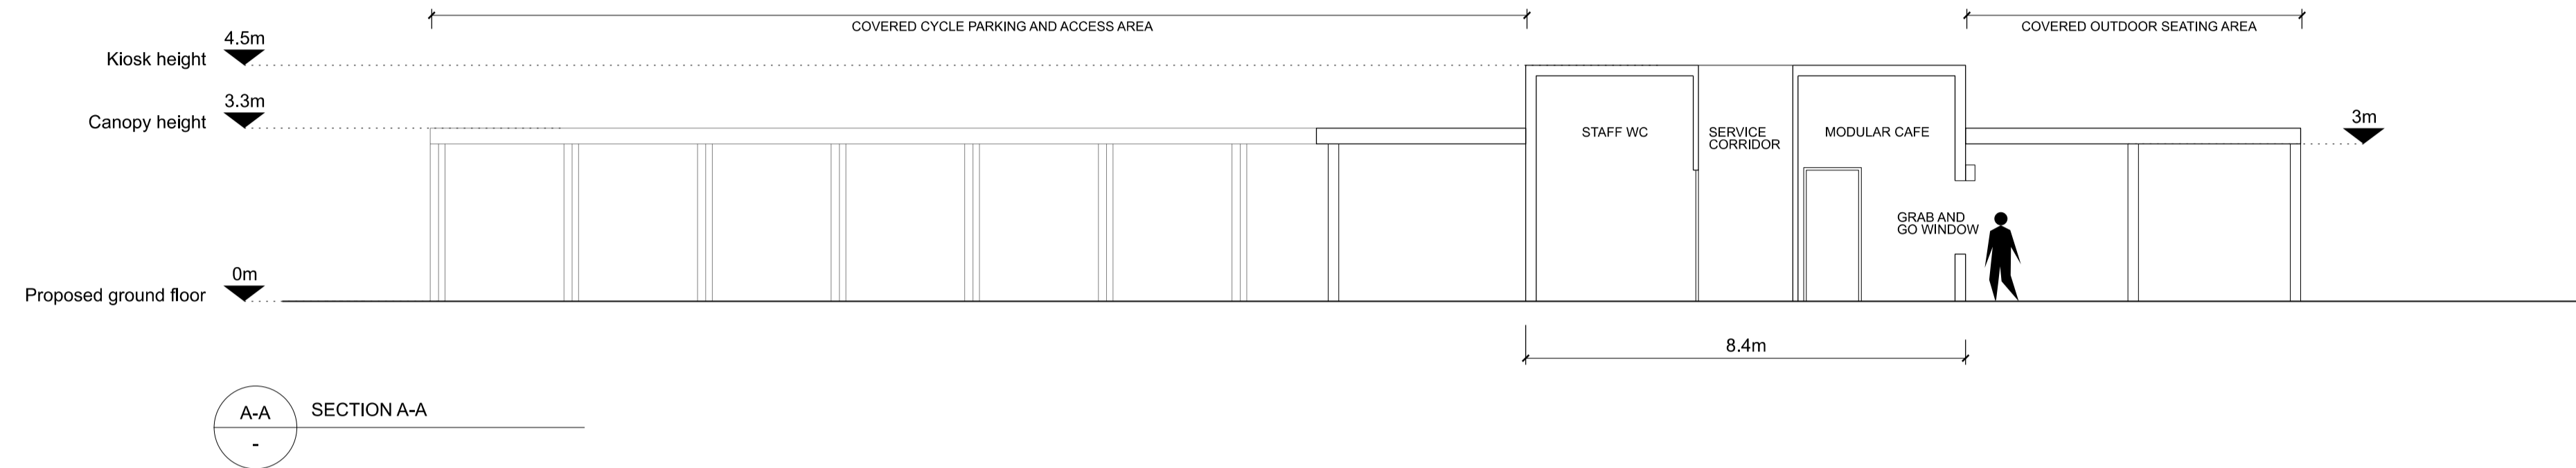 COVERED CYCLE PARKING AND ACCESS AREA
COVERED OUTDOOR SEATING AREA
4.5m
Kiosk height
3.3m
Canopy height
3m
STAFF WC
SERVICE
CORRIDOR
MODULAR CAFE
GRAB AND
GO WINDOW
0m
Proposed ground floor
8.4m
A-A
-
SECTION A-A